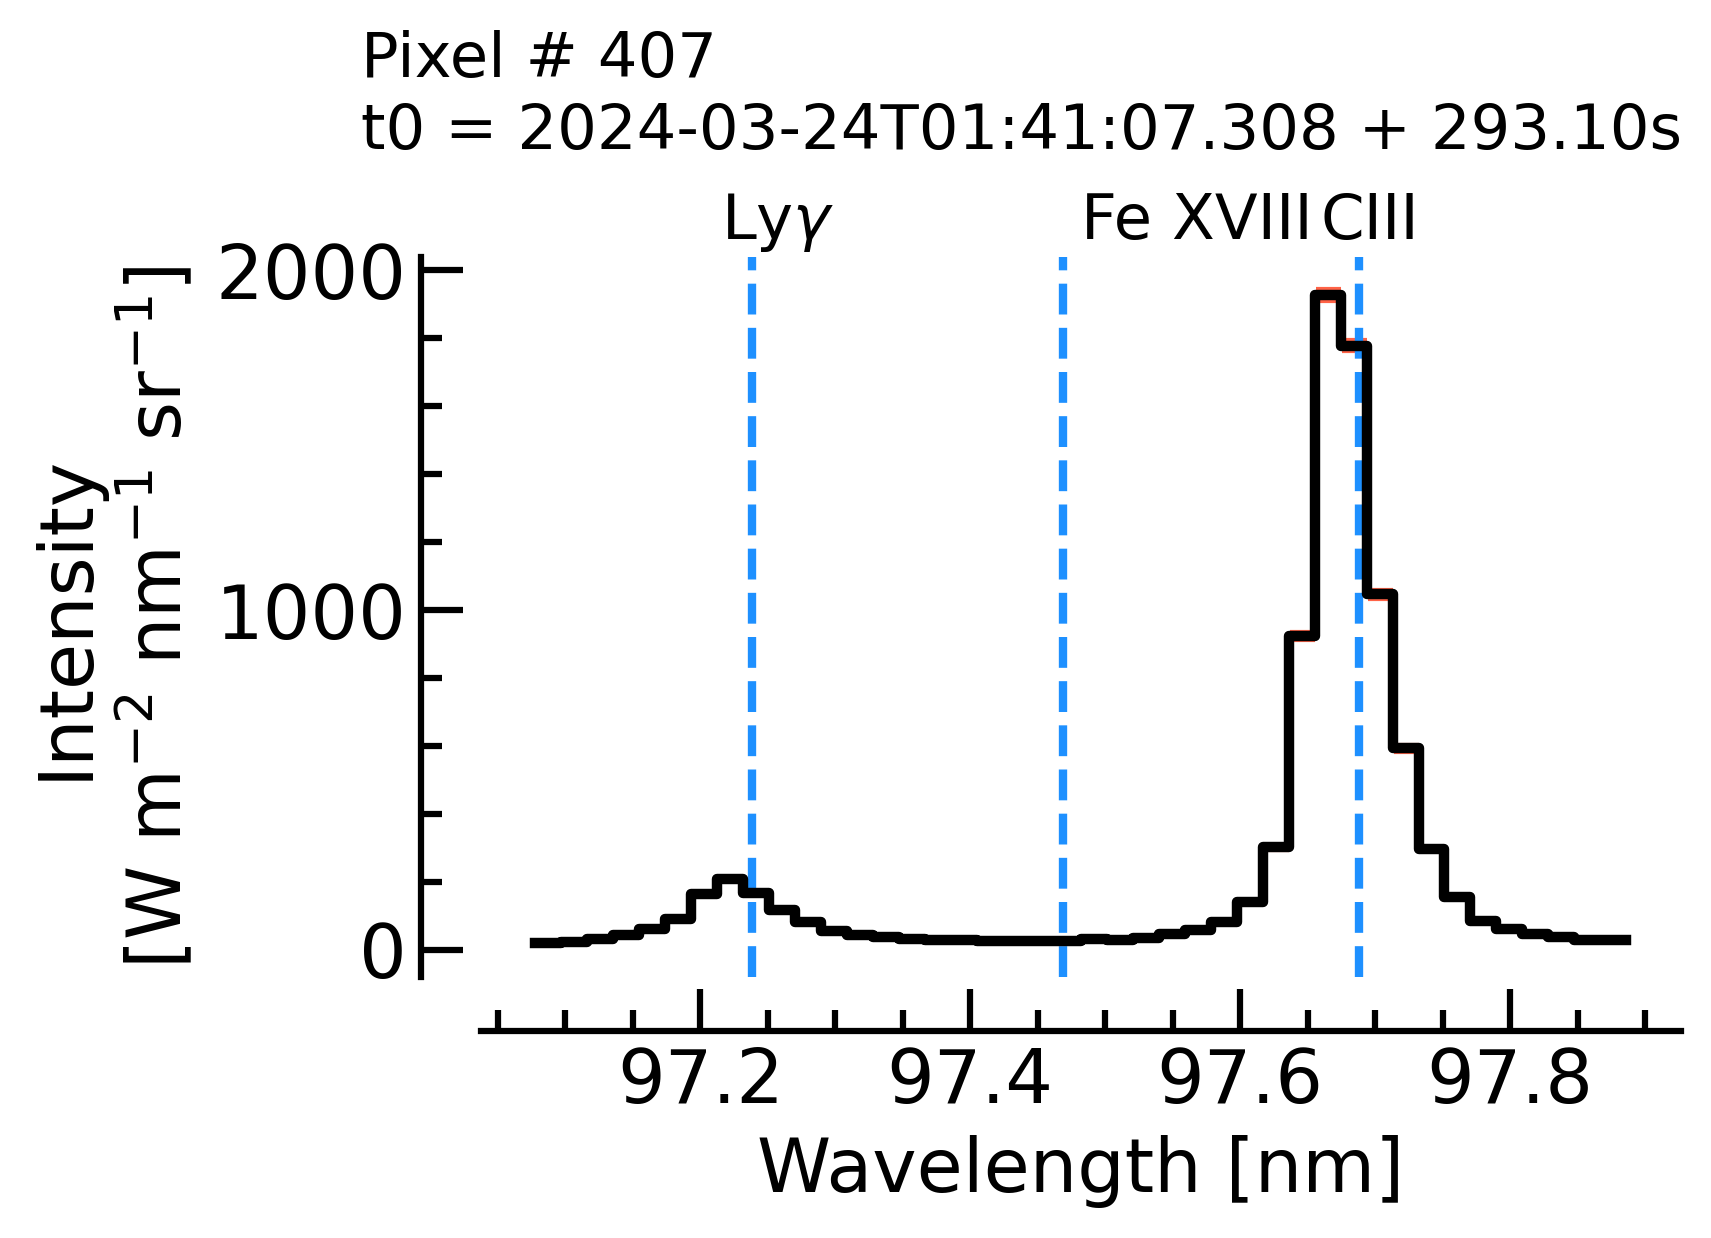 Pixel # 407
t0 = 2024-03-24T01:41:07.308 + 293.10s
Lyγ Fe XVIII CIII
Intensity
[W m⁻² nm⁻¹ sr⁻¹]
2000
1000
0
97.2 97.4 97.6 97.8
Wavelength [nm]